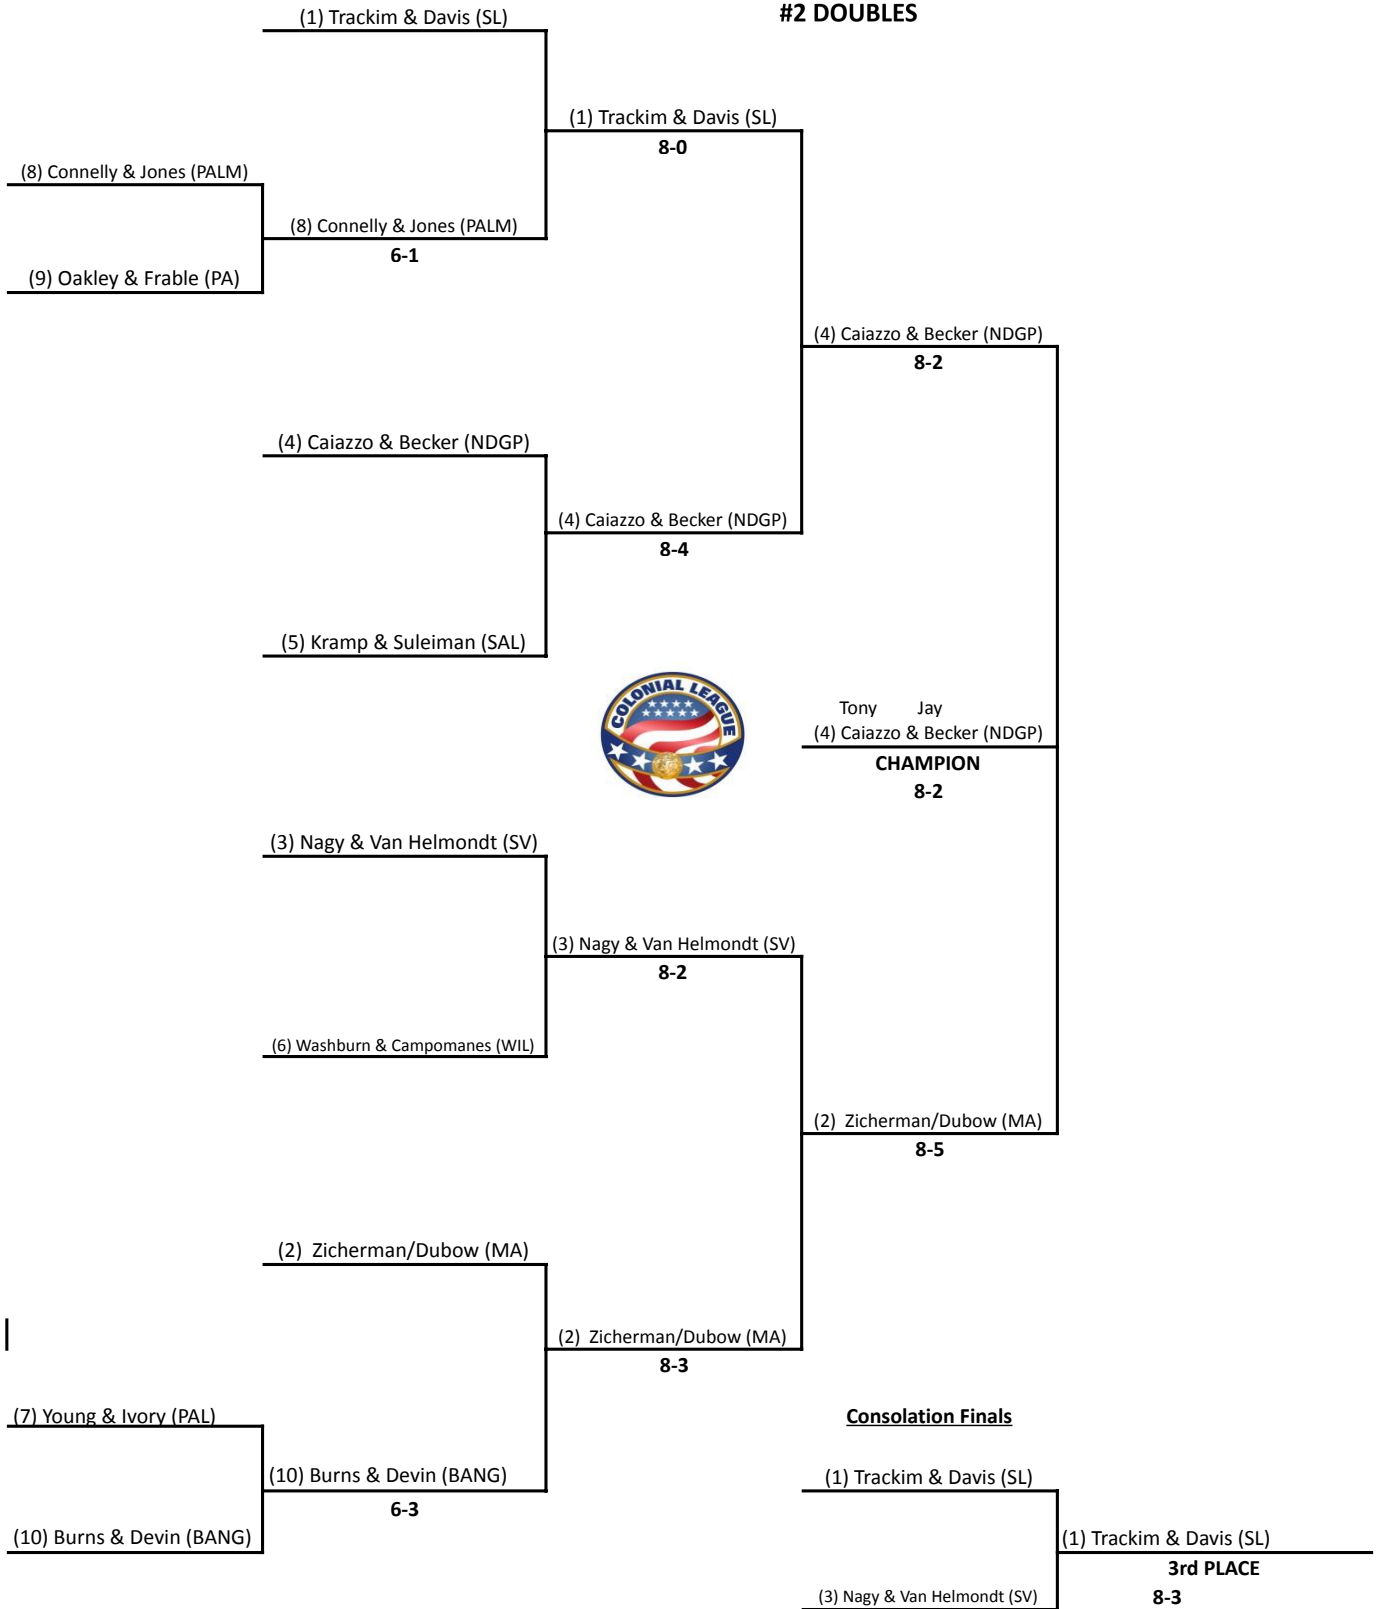 #2 DOUBLES
(1) Trackim & Davis (SL)
(1) Trackim & Davis (SL)
8-0
(8) Connelly & Jones (PALM)
(8) Connelly & Jones (PALM)
6-1
(9) Oakley & Frable (PA)
(4) Caiazzo & Becker (NDGP)
8-2
(4) Caiazzo & Becker (NDGP)
(4) Caiazzo & Becker (NDGP)
8-4
(5) Kramp & Suleiman (SAL)
COLONIAL LEAGUE
Tony Jay
(4) Caiazzo & Becker (NDGP)
CHAMPION
8-2
(3) Nagy & Van Helmondt (SV)
(3) Nagy & Van Helmondt (SV)
8-2
(6) Washburn & Campomanes (WIL)
(2) Zicherman/Dubow (MA)
8-5
(2) Zicherman/Dubow (MA)
(2) Zicherman/Dubow (MA)
8-3
(7) Young & Ivory (PAL)
(10) Burns & Devin (BANG)
6-3
(10) Burns & Devin (BANG)
Consolation Finals
(1) Trackim & Davis (SL)
(1) Trackim & Davis (SL)
3rd PLACE
(3) Nagy & Van Helmondt (SV)
8-3